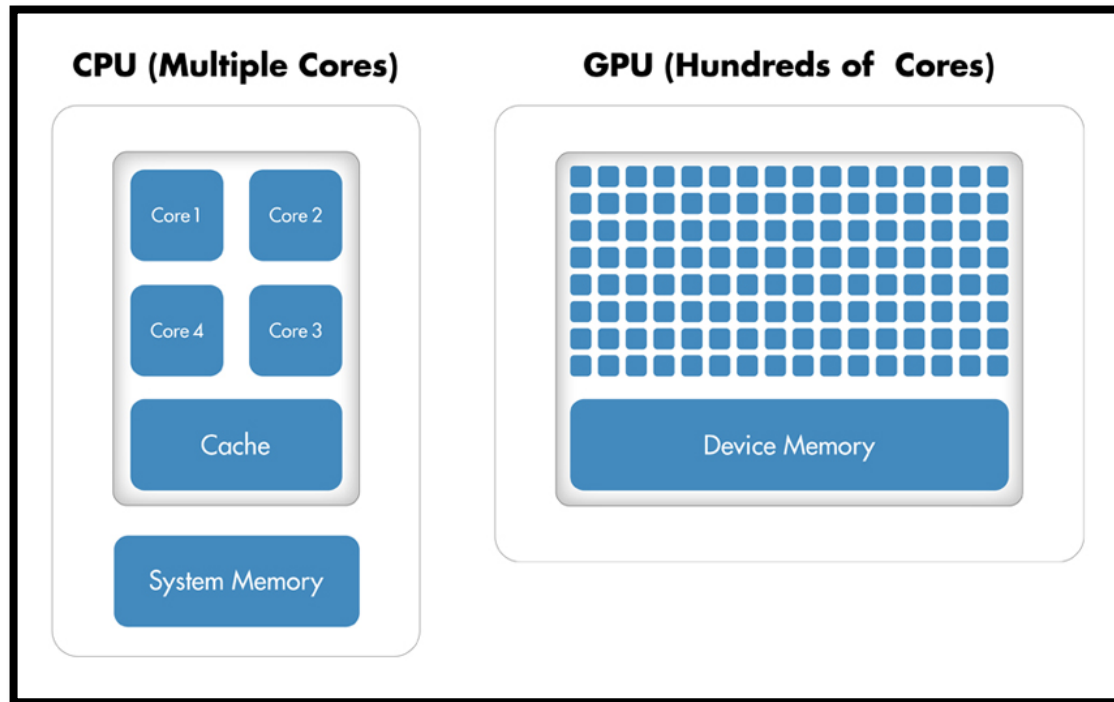 CPU (Multiple Cores)
GPU (Hundreds of Cores)
Core 1
Core 2
Core 4
Core 3
Cache
System Memory
Device Memory